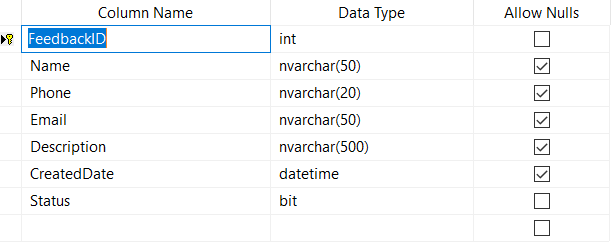 Column Name Data Type Allow Nulls
FeedbackID int
Name nvarchar(50)
Phone nvarchar(20)
Email nvarchar(50)
Description nvarchar(500)
CreatedDate datetime
Status bit